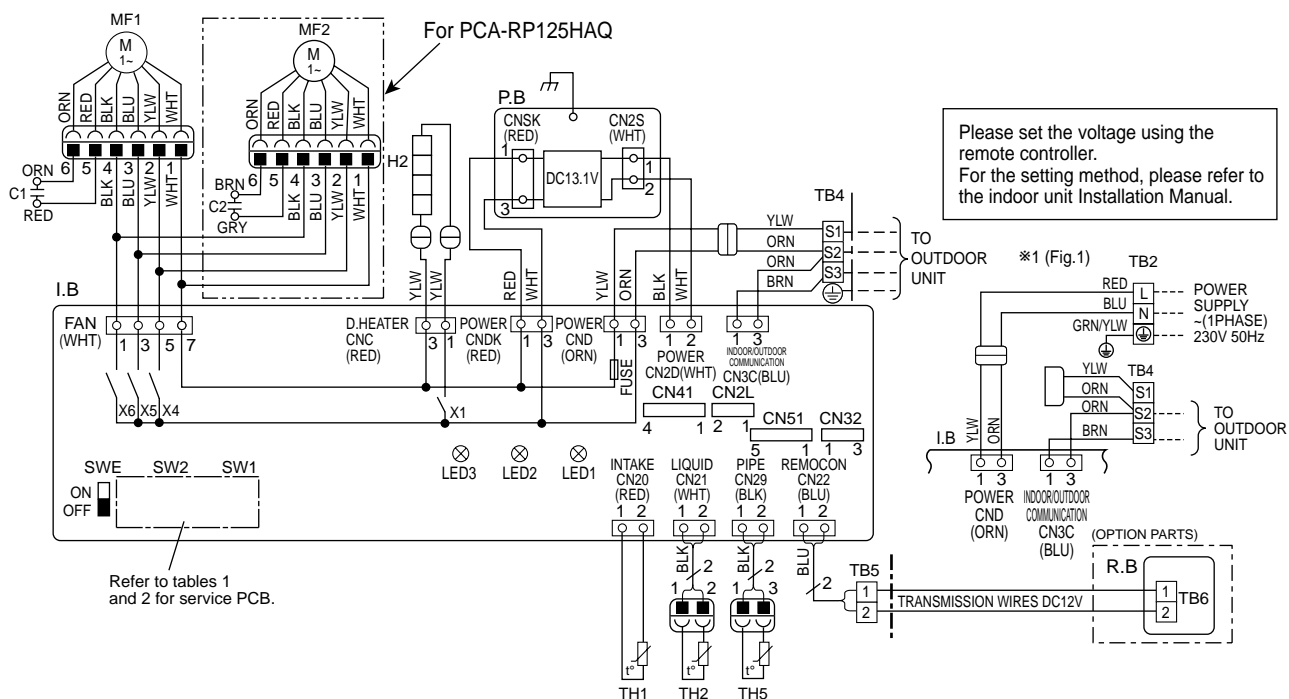 MF1
M
1~
ORN
RED
BLK
BLU
YLW
WHT
6 5 4 3 2 1
ORN
C1
RED
BLK
BLU
YLW
WHT
MF2
M
1~
ORN
RED
BLK
BLU
YLW
WHT
6 5 4 3 2 1
BRN
C2
GRY
BLK
BLU
YLW
WHT
For PCA-RP125HAQ
H2
YLW
YLW
P.B
CNSK
(RED)
CN2S
(WHT)
1
3
DC13.1V
1
2
RED
WHT
YLW
ORN
BLK
WHT
TB4
YLW
S1
ORN
S2
ORN
S3
BRN
TO
OUTDOOR
UNIT
Please set the voltage using the
remote controller.
For the setting method, please refer to
the indoor unit Installation Manual.
I.B
FAN
(WHT)
1 3 5 7
D.HEATER
CNC
(RED)
3 1
POWER
CNDK
(RED)
1 3
POWER
CND
(ORN)
1 3
1 2
POWER
CN2D(WHT)
1 3
INDOOR/OUTDOOR
COMMUNICATION
CN3C(BLU)
FUSE
X6 X5 X4
X1
CN41
4 1
CN2L
2 1
CN51
5 1
CN32
1 3
LED3
LED2
LED1
SWE
SW2
SW1
ON
OFF
Refer to tables 1
and 2 for service PCB.
INTAKE
CN20
(RED)
1 2
LIQUID
CN21
(WHT)
1 2
PIPE
CN29
(BLK)
1 2
REMOCON
CN22
(BLU)
1 2
BLK
2
1 2
BLK
2
1 3
BLU
2
t°
t°
t°
TH1
TH2
TH5
TB5
1
2
TRANSMISSION WIRES DC12V
(OPTION PARTS)
R.B
1
2
TB6
※1 (Fig.1)
TB2
RED
L
BLU
N
GRN/YLW
POWER
SUPPLY
~(1PHASE)
230V 50Hz
TB4
YLW
S1
ORN
ORN
S2
BRN
S3
TO
OUTDOOR
UNIT
I.B
YLW
ORN
1 3
POWER
CND
(ORN)
1 3
INDOOR/OUTDOOR
COMMUNICATION
CN3C
(BLU)